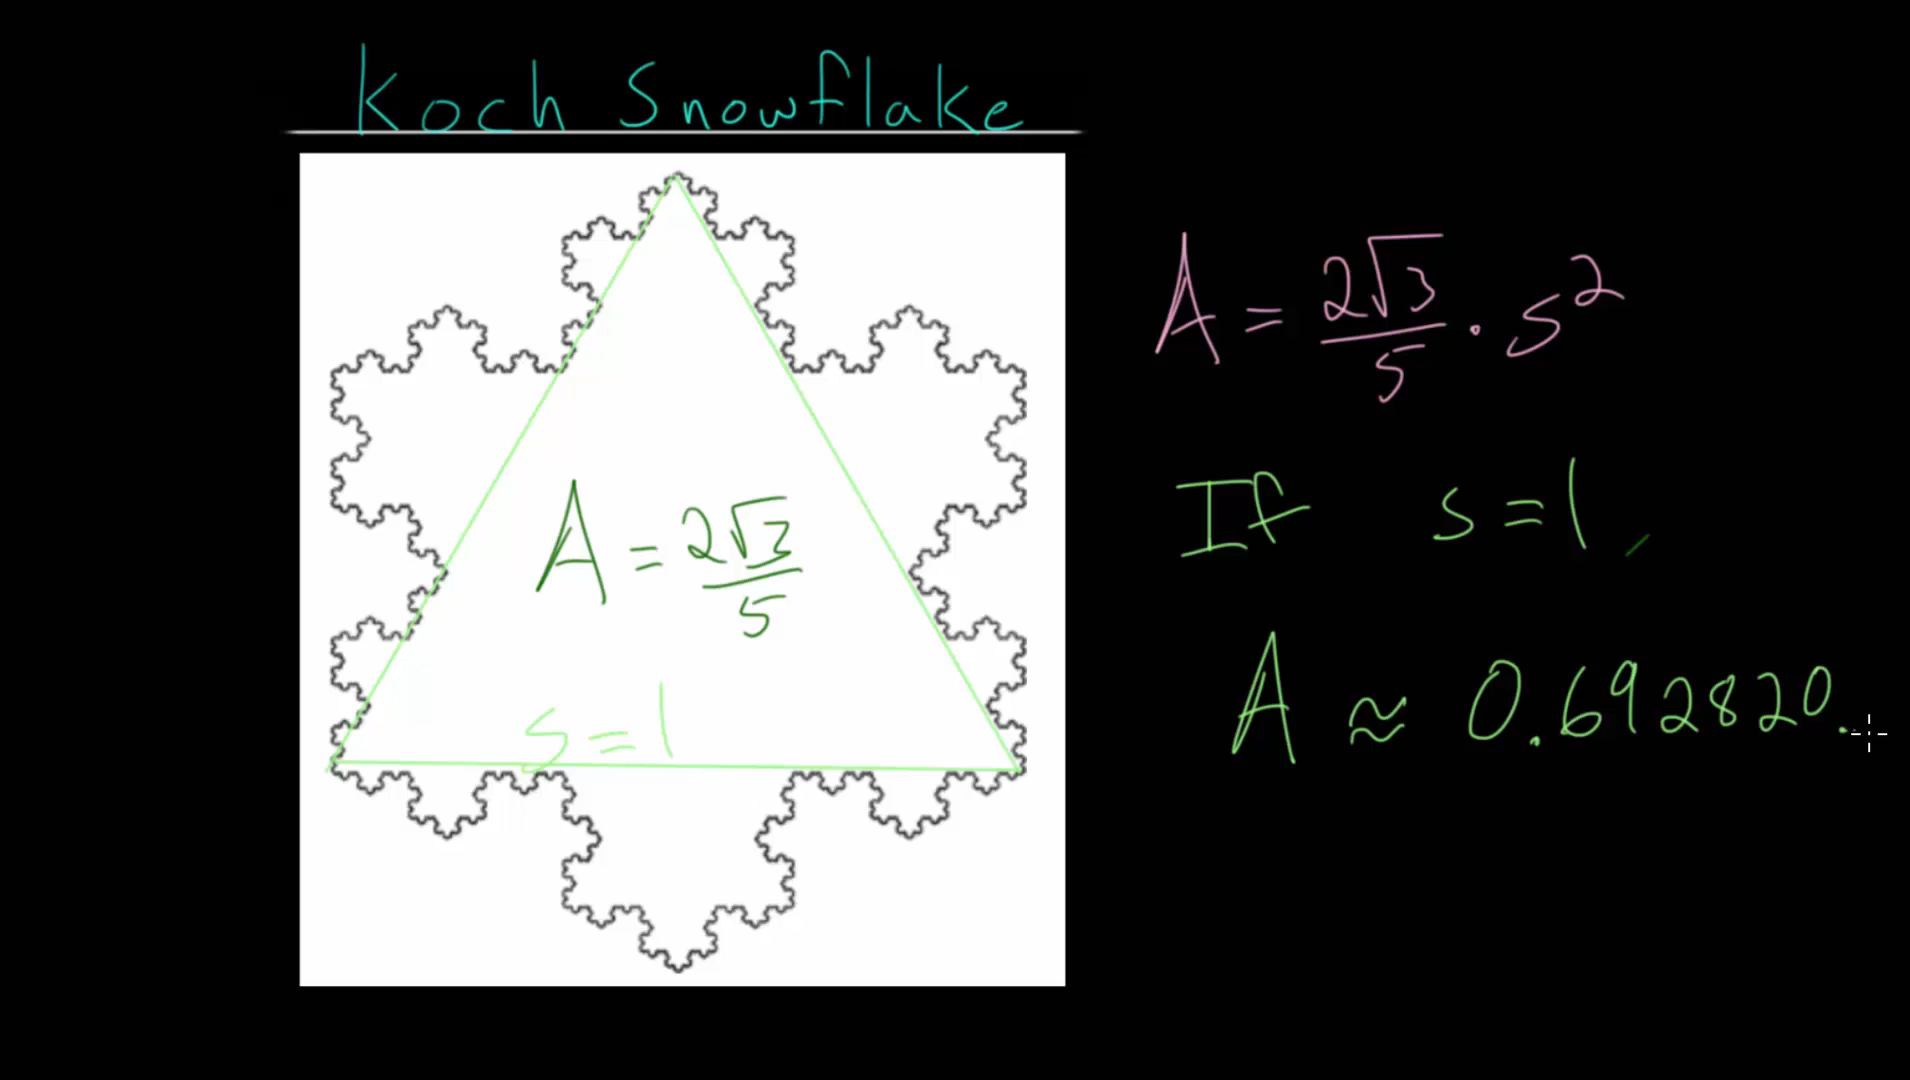 Koch Snowflake
A = 2√3/5 · s²
If s = 1,
A = 2√3/5
s = 1
A ≈ 0.692820..